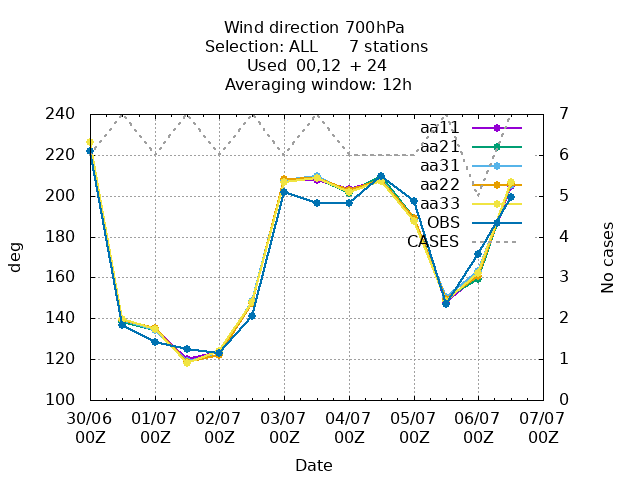 Wind direction 700hPa
Selection: ALL 7 stations
Used 00,12 + 24
Averaging window: 12h
240 7
220 6
200 5
180 4
160 3
140 2
120 1
100 0
aa11
aa21
aa31
aa22
aa33
OBS
CASES
deg
No cases
30/06 01/07 02/07 03/07 04/07 05/07 06/07 07/07
00Z 00Z 00Z 00Z 00Z 00Z 00Z 00Z
Date